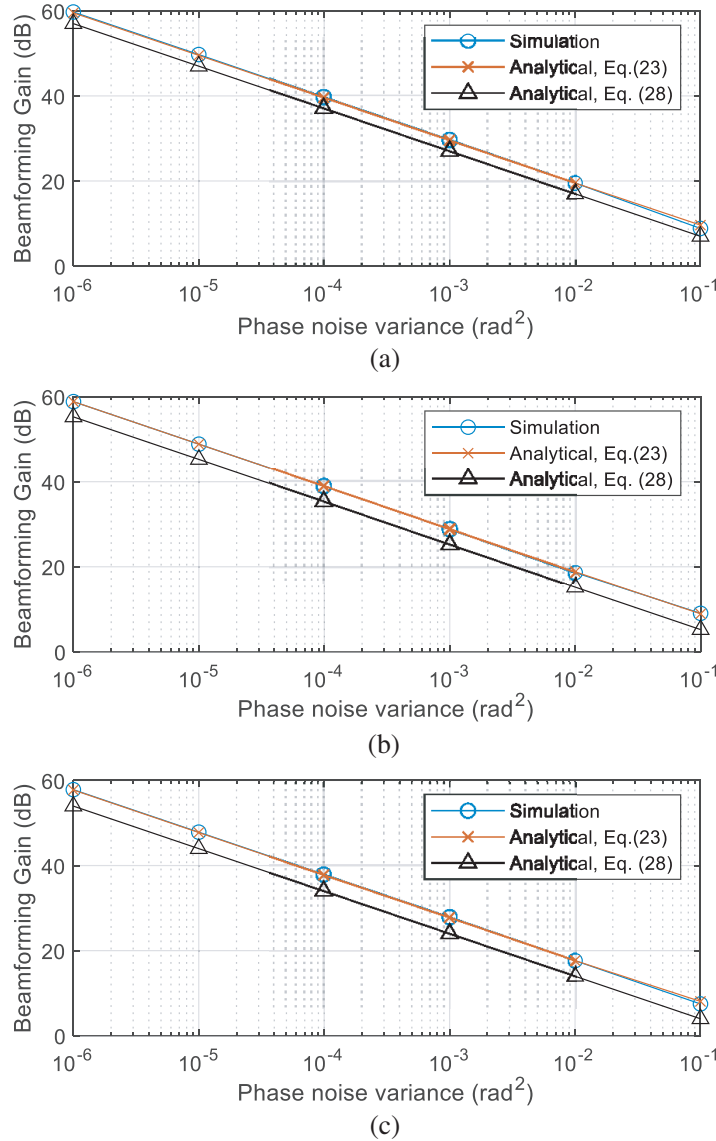 60
40
20
0
Beamforming Gain (dB)
Simulation
Analytical, Eq.(23)
Analytical, Eq. (28)
10^-6
10^-5
10^-4
10^-3
10^-2
10^-1
Phase noise variance (rad^2)
(a)
60
40
20
0
Beamforming Gain (dB)
Simulation
Analytical, Eq.(23)
Analytical, Eq.(28)
10^-6
10^-5
10^-4
10^-3
10^-2
10^-1
Phase noise variance (rad^2)
(b)
60
40
20
0
Beamforming Gain (dB)
Simulation
Analytical, Eq.(23)
Analytical, Eq. (28)
10^-6
10^-5
10^-4
10^-3
10^-2
10^-1
Phase noise variance (rad^2)
(c)